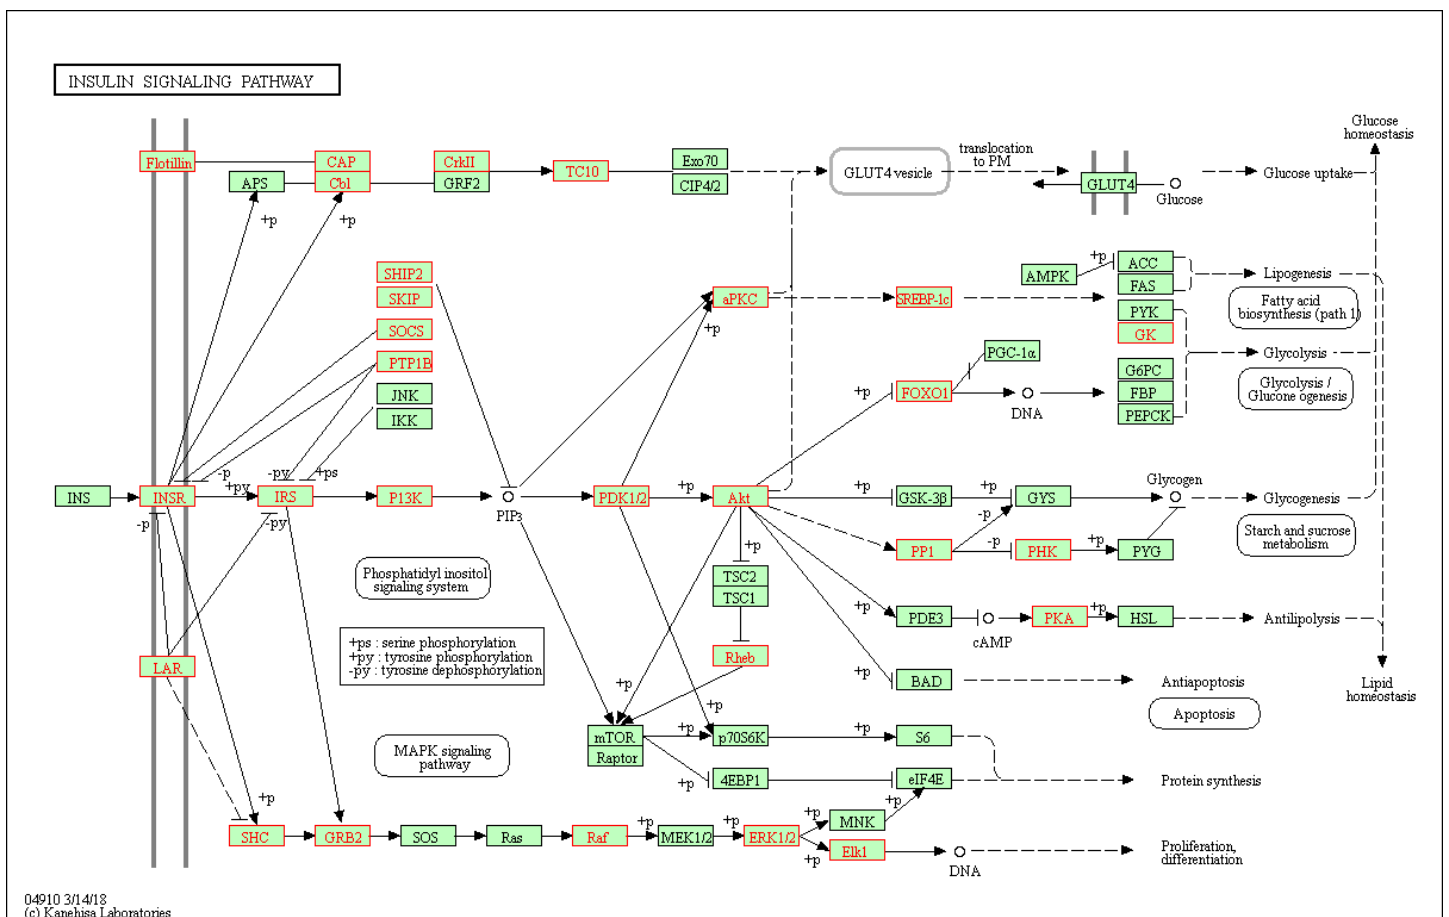 INSULIN SIGNALING PATHWAY
Glucose
homeostasis
Flotillin
CAP
CrkII
TC10
Exo70
translocation
to PM
APS
Cbl
GRF2
CIP4/2
GLUT4 vesicle
GLUT4
Glucose
Glucose uptake
+p
+p
SHIP2
SKIP
SOCS
PTP1B
JNK
IKK
aPKC
+p
SREBP-1c
AMPK
+p
ACC
FAS
Lipogenesis
Fatty acid
biosynthesis (path 1)
PYK
GK
PGC-1α
Glycolysis
G6PC
FBP
PEPCK
Glycolysis /
Glucone ogenesis
+p
FOXO1
DNA
-p
+py
-py
+ps
INS
INSR
IRS
P13K
PIP3
PDK1/2
+p
Akt
+p
GSK-3β
+p
GYS
Glycogen
Glycogenesis
-p
-py
-p
-p
PP1
PHK
+p
PYG
Starch and sucrose
metabolism
Phosphatidyl inositol
signaling system
+p
TSC2
TSC1
+p
PDE3
cAMP
PKA
+p
HSL
Antilipolysis
+ps : serine phosphorylation
+py : tyrosine phosphorylation
-py : tyrosine dephosphorylation
LAR
Rheb
+p
+p
BAD
Antiapoptosis
Apoptosis
Lipid
homeostasis
MAPK signaling
pathway
mTOR
Raptor
+p
+p
p70S6K
+p
S6
+p
4EBP1
+p
eIF4E
Protein synthesis
+p
SHC
GRB2
SOS
Ras
Raf
+p
MEK1/2
+p
ERK1/2
+p
MNK
+p
+p
Elk1
DNA
Proliferation,
differentiation
04910 3/14/18
(c) Kanehisa Laboratories